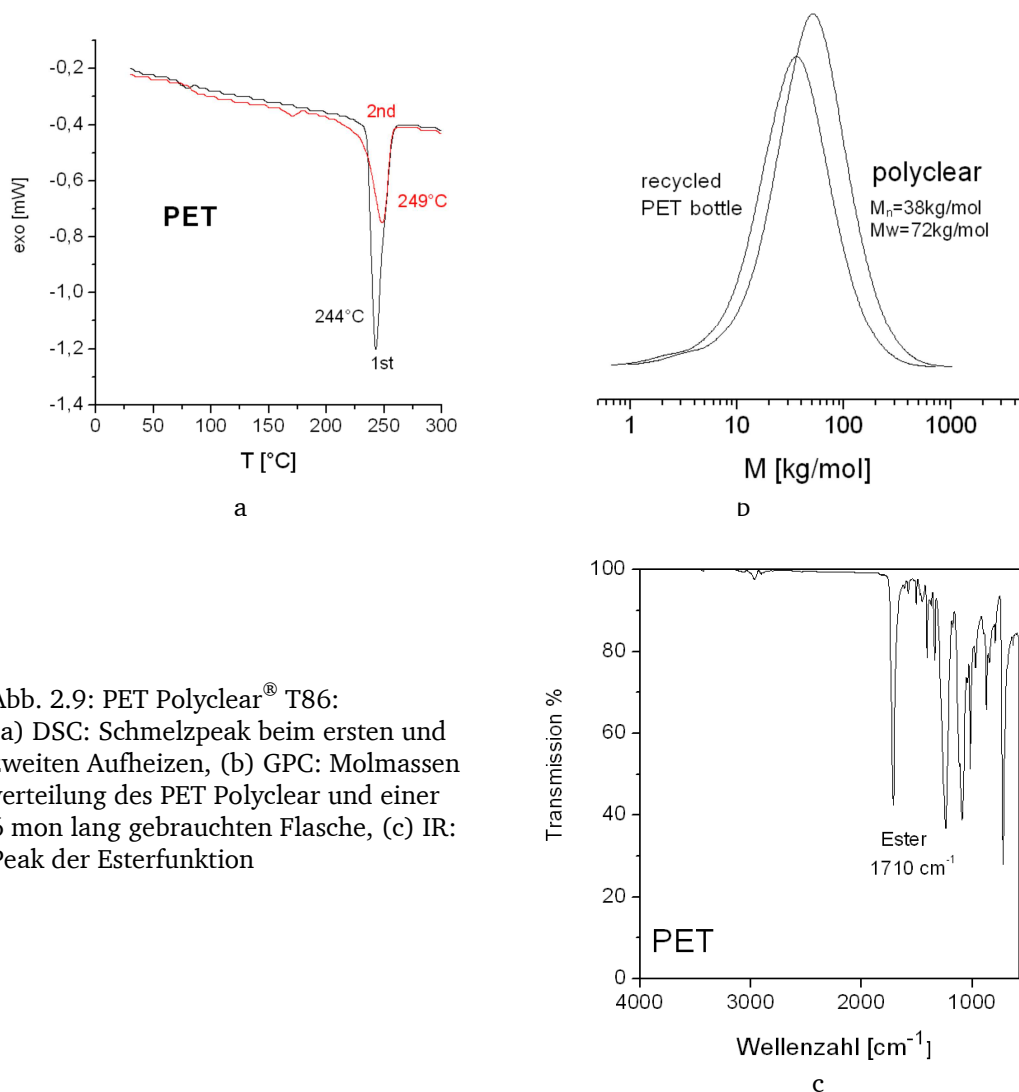 -0,2
-0,4
-0,6
-0,8
-1,0
-1,2
-1,4
exo [mW]
2nd
249°C
PET
244°C
1st
0 50 100 150 200 250 300
T [°C]
a
recycled
PET bottle
polyclear
Mn=38kg/mol
Mw=72kg/mol
1 10 100 1000
M [kg/mol]
b
Abb. 2.9: PET Polyclear® T86:
(a) DSC: Schmelzpeak beim ersten und
zweiten Aufheizen, (b) GPC: Molmassen
verteilung des PET Polyclear und einer
6 mon lang gebrauchten Flasche, (c) IR:
Peak der Esterfunktion
100
80
60
40
20
0
Transmission %
Ester
1710 cm⁻¹
PET
4000 3000 2000 1000
Wellenzahl [cm⁻¹]
c